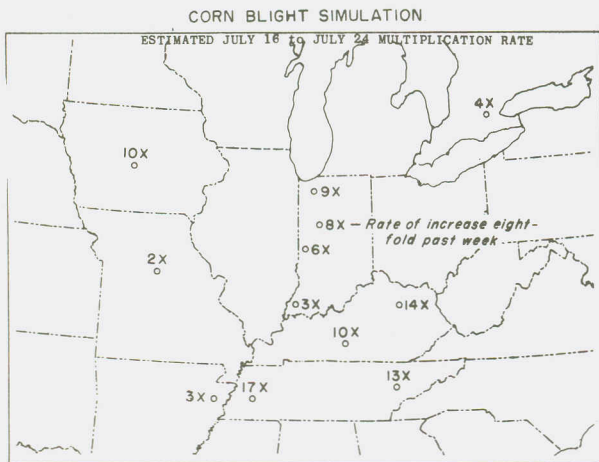 CORN BLIGHT SIMULATION
ESTIMATED JULY 16 to JULY 24 MULTIPLICATION RATE
4X
10X
9X
8X — Rate of increase eight-
fold past week
6X
2X
3X
14X
10X
13X
17X
3X